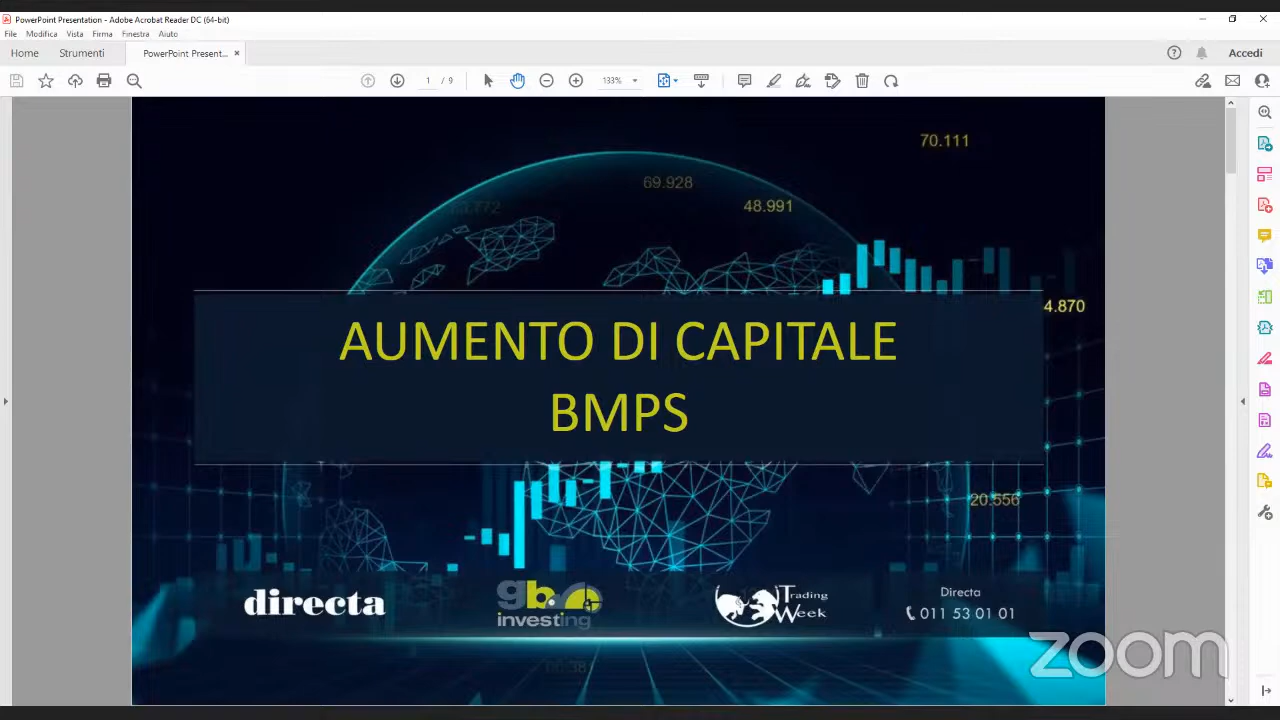 PowerPoint Presentation - Adobe Acrobat Reader DC (64-bit)
File Modifica Vista Firma Finestra Aiuto
Home Strumenti PowerPoint Present... × Accedi
1 / 9 133%
70.111
69.928
48.991
4.870
AUMENTO DI CAPITALE
BMPS
20.556
directa
gb
investing
Trading
Week
Directa
011 53 01 01
zoom